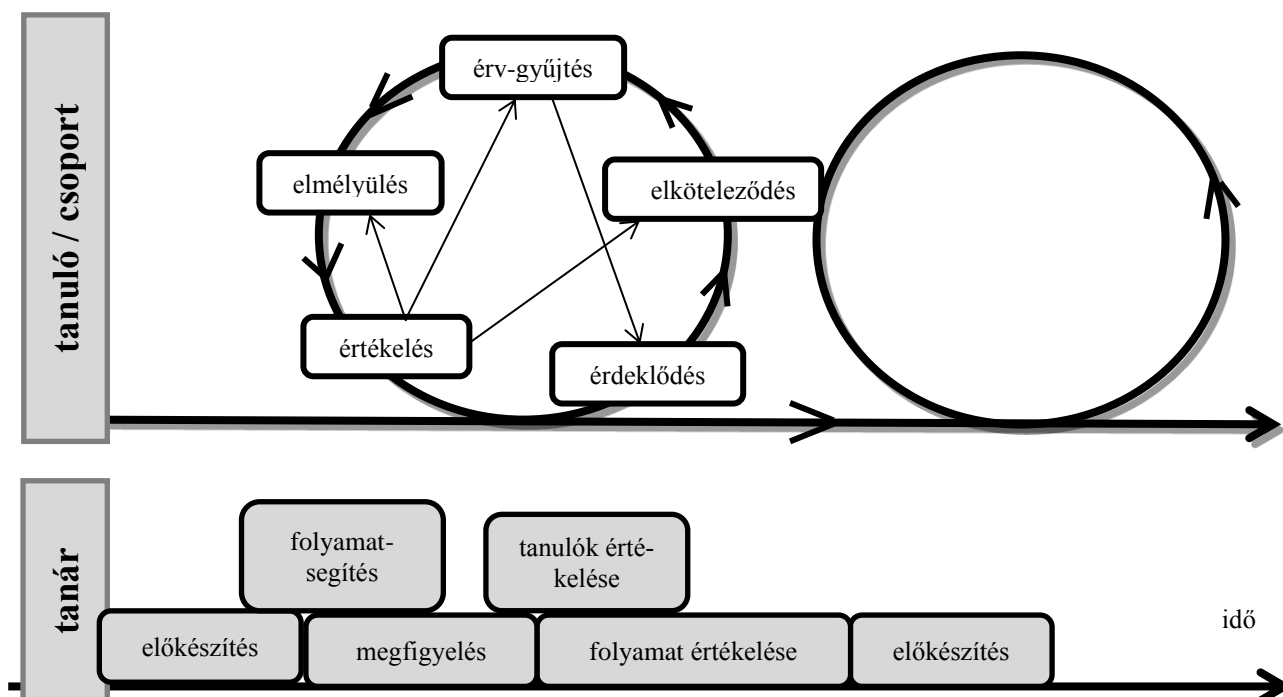 tanuló / csoport
érv-gyűjtés
elmélyülés
elköteleződés
értékelés
érdeklődés
tanár
folyamat-
segítés
tanulók érté-
kelése
előkészítés
megfigyelés
folyamat értékelése
előkészítés
idő